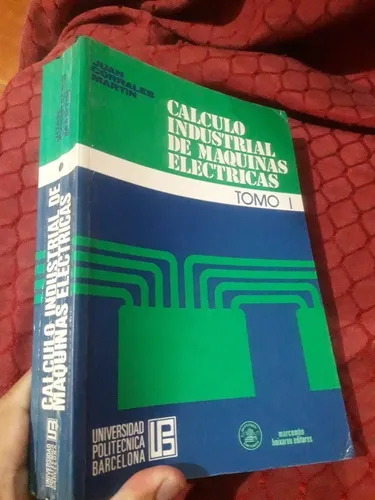 JUAN
CORRALES
MARTIN
CALCULO
INDUSTRIAL
DE MAQUINAS
ELECTRICAS
TOMO I
UNIVERSIDAD
POLITECNICA
BARCELONA
marcombo
boixareu editores
CALCULO INDUSTRIAL DE
MAQUINAS ELECTRICAS